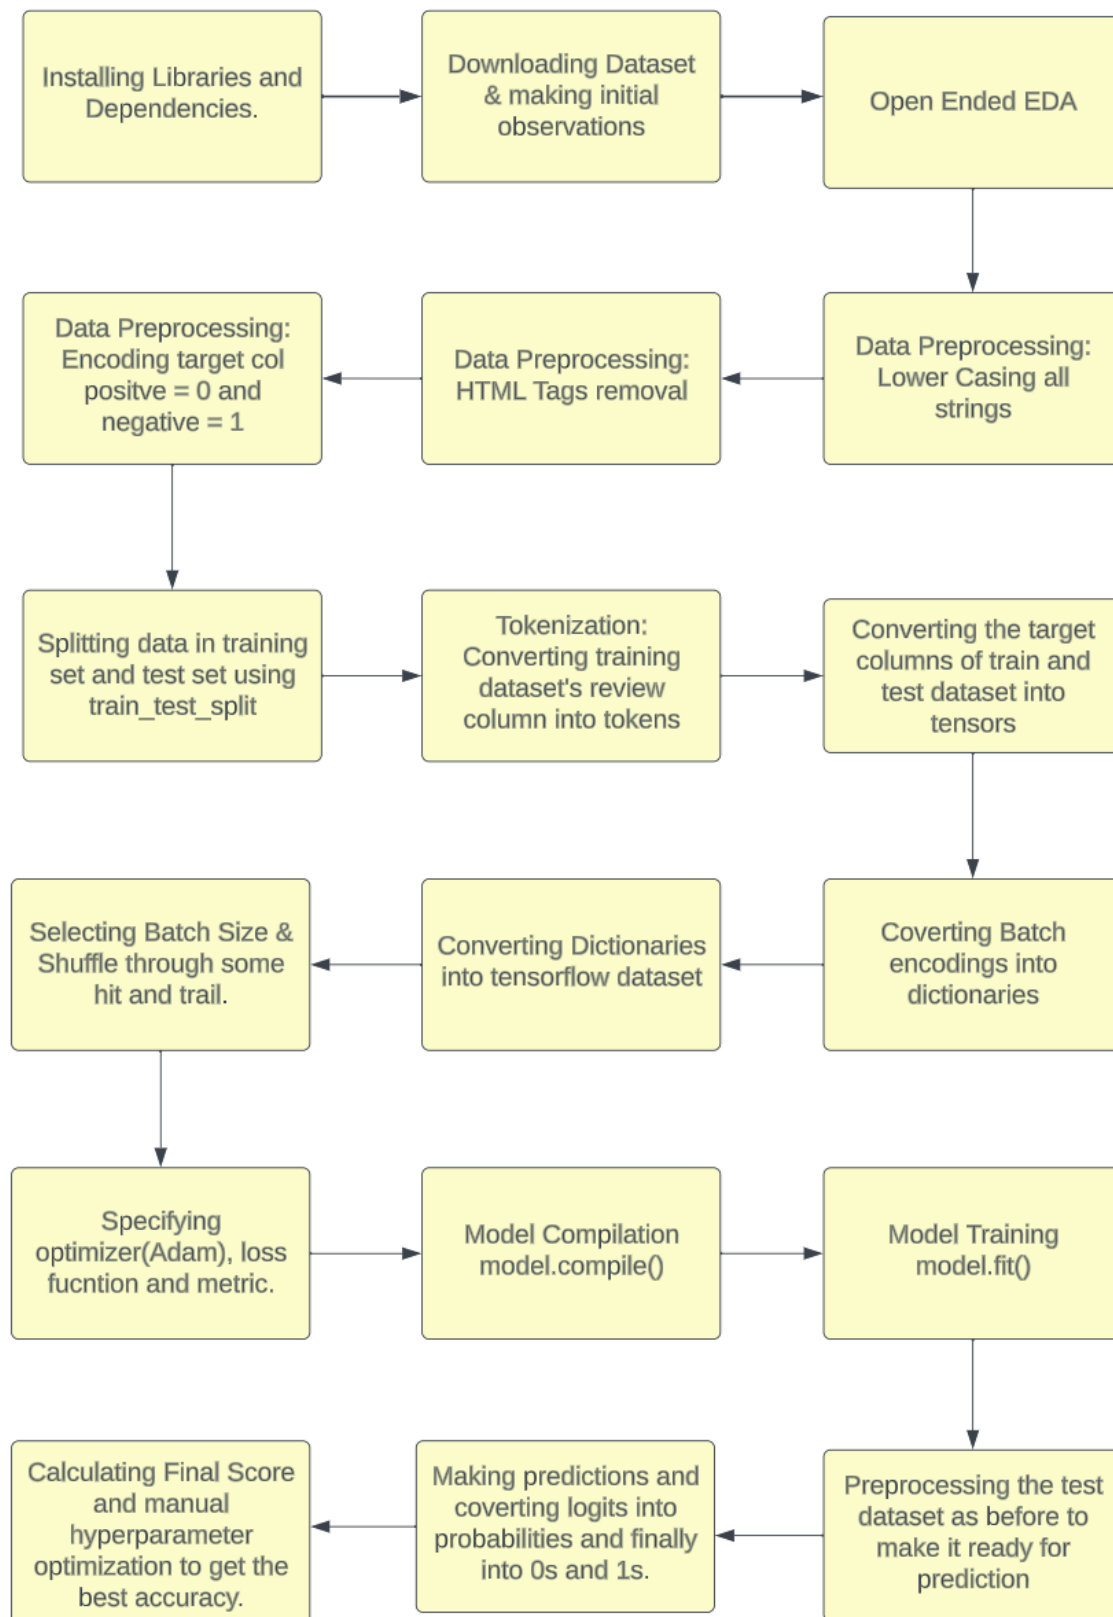 Installing Libraries and
Dependencies.
Downloading Dataset
& making initial
observations
Open Ended EDA
Data Preprocessing:
Lower Casing all
strings
Data Preprocessing:
HTML Tags removal
Data Preprocessing:
Encoding target col
positve = 0 and
negative = 1
Splitting data in training
set and test set using
train_test_split
Tokenization:
Converting training
dataset's review
column into tokens
Converting the target
columns of train and
test dataset into
tensors
Coverting Batch
encodings into
dictionaries
Converting Dictionaries
into tensorflow dataset
Selecting Batch Size &
Shuffle through some
hit and trail.
Specifying
optimizer(Adam), loss
fucntion and metric.
Model Compilation
model.compile()
Model Training
model.fit()
Preprocessing the test
dataset as before to
make it ready for
prediction
Making predictions and
coverting logits into
probabilities and finally
into 0s and 1s.
Calculating Final Score
and manual
hyperparameter
optimization to get the
best accuracy.